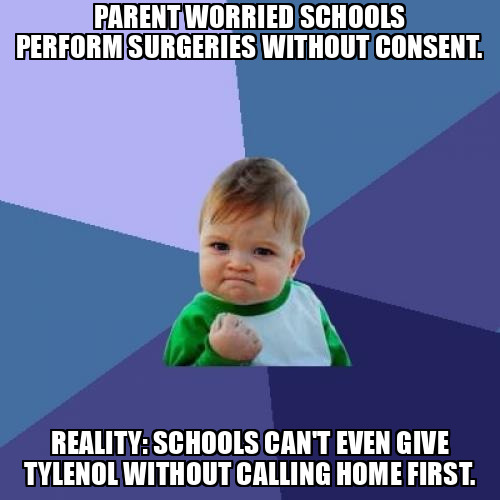 PARENT WORRIED SCHOOLS
PERFORM SURGERIES WITHOUT CONSENT.
REALITY: SCHOOLS CAN'T EVEN GIVE
TYLENOL WITHOUT CALLING HOME FIRST.